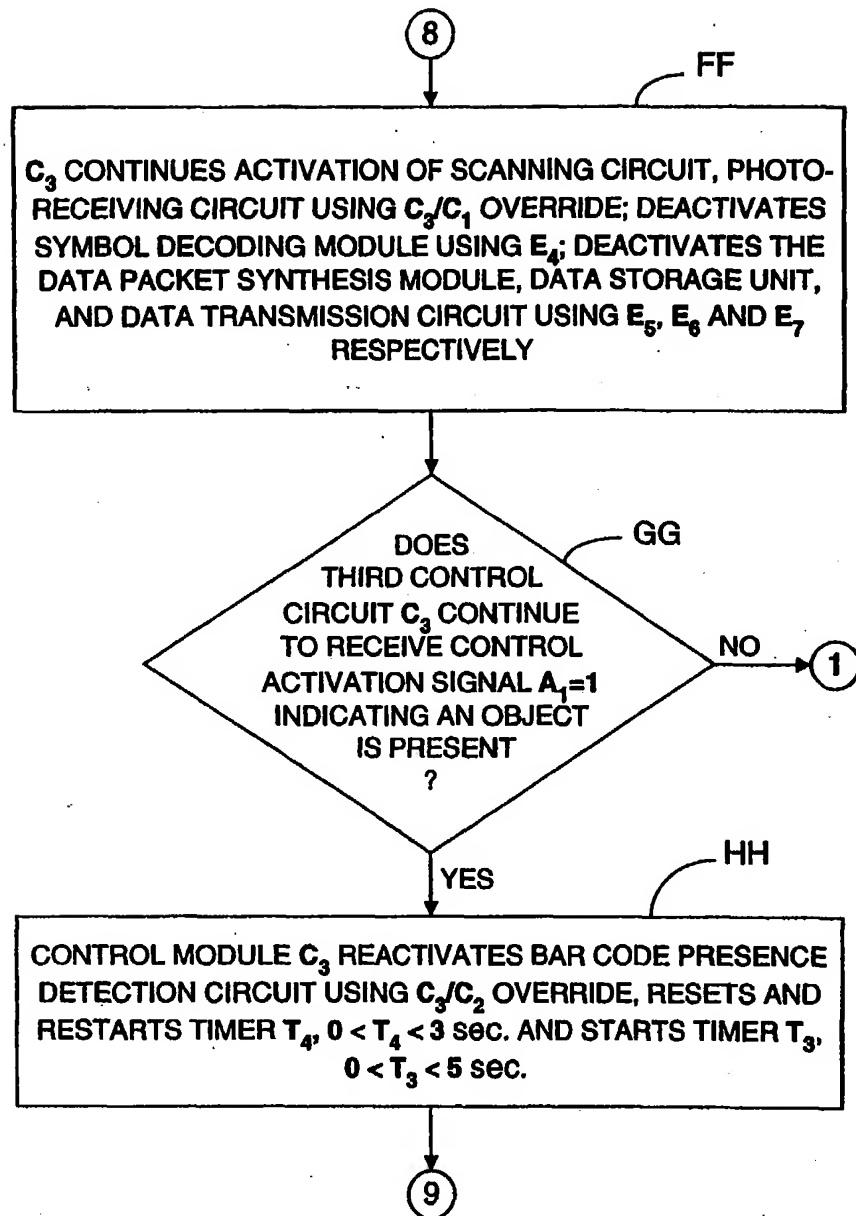 8
FF
C₃ CONTINUES ACTIVATION OF SCANNING CIRCUIT, PHOTO-
RECEIVING CIRCUIT USING C₃/C₁ OVERRIDE; DEACTIVATES
SYMBOL DECODING MODULE USING E₄; DEACTIVATES THE
DATA PACKET SYNTHESIS MODULE, DATA STORAGE UNIT,
AND DATA TRANSMISSION CIRCUIT USING E₅, E₆ AND E₇
RESPECTIVELY
GG
DOES
THIRD CONTROL
CIRCUIT C₃ CONTINUE
TO RECEIVE CONTROL
ACTIVATION SIGNAL A₁=1
INDICATING AN OBJECT
IS PRESENT
?
NO
1
YES
HH
CONTROL MODULE C₃ REACTIVATES BAR CODE PRESENCE
DETECTION CIRCUIT USING C₃/C₂ OVERRIDE, RESETS AND
RESTARTS TIMER T₄, 0 < T₄ < 3 sec. AND STARTS TIMER T₃,
0 < T₃ < 5 sec.
9